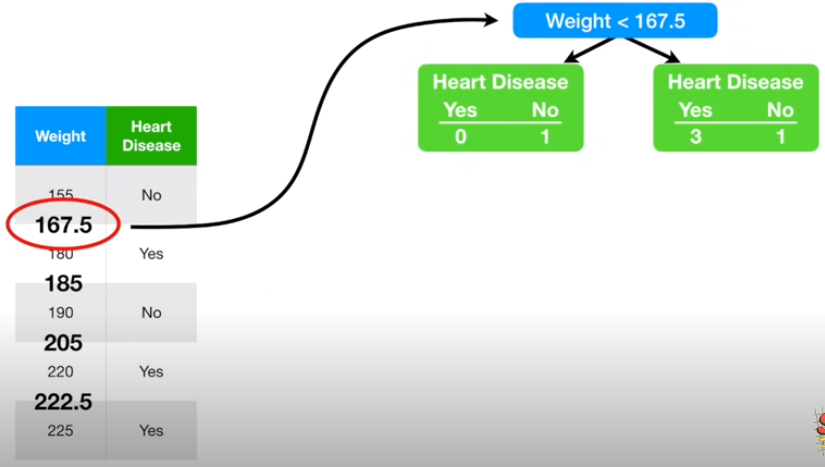 Weight < 167.5
Heart Disease
Yes No
0 1
Heart Disease
Yes No
3 1
Weight
Heart
Disease
155 No
167.5
180 Yes
185
190 No
205
220 Yes
222.5
225 Yes